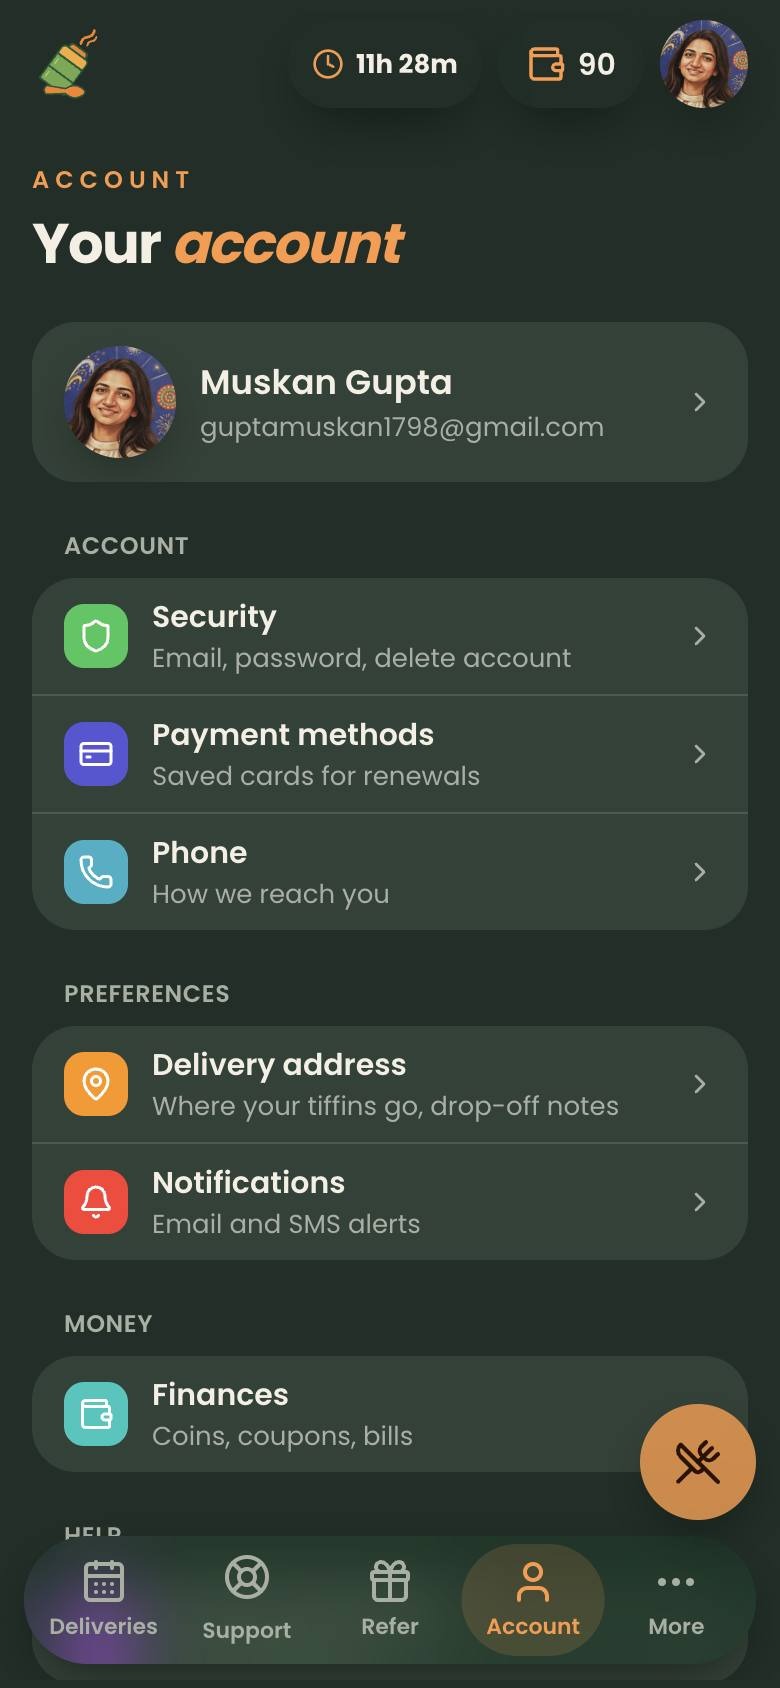 11h 28m
90
ACCOUNT
Your account
Muskan Gupta
guptamuskan1798@gmail.com
ACCOUNT
Security
Email, password, delete account
Payment methods
Saved cards for renewals
Phone
How we reach you
PREFERENCES
Delivery address
Where your tiffins go, drop-off notes
Notifications
Email and SMS alerts
MONEY
Finances
Coins, coupons, bills
HELP
Deliveries
Support
Refer
Account
More